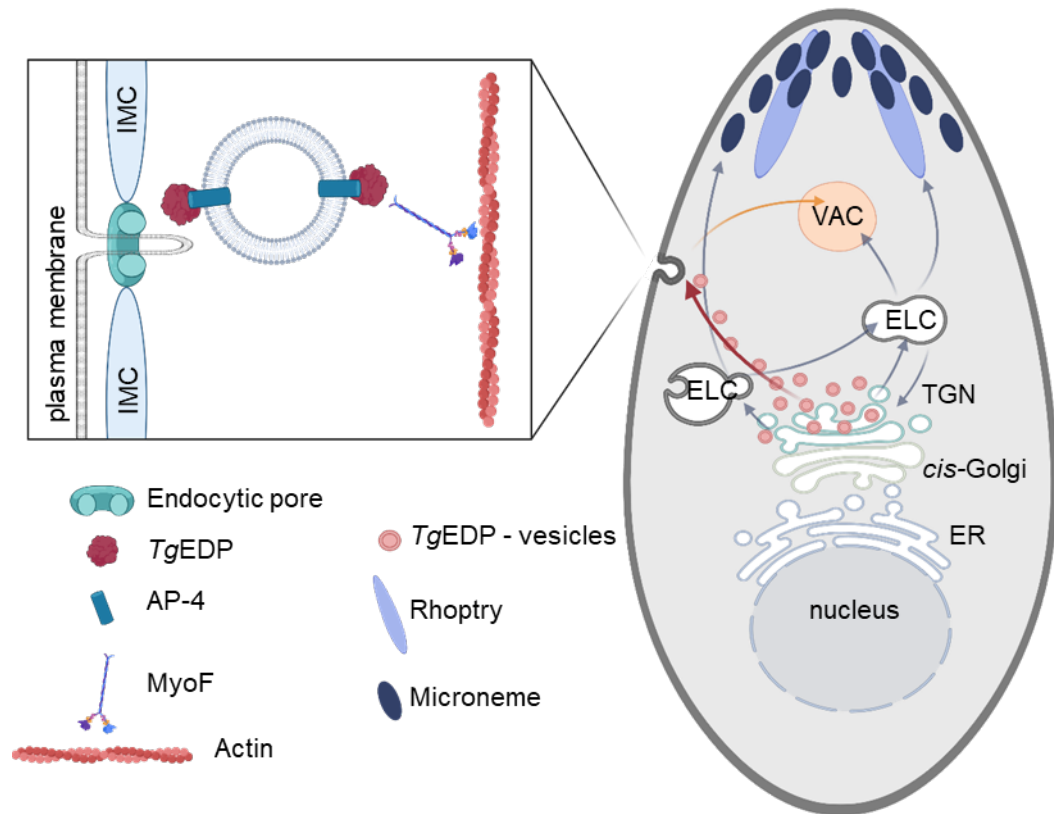 IMC
plasma membrane
IMC
VAC
ELC
ELC
TGN
cis-Golgi
ER
nucleus
Endocytic pore
TgEDP
AP-4
MyoF
Actin
TgEDP - vesicles
Rhoptry
Microneme